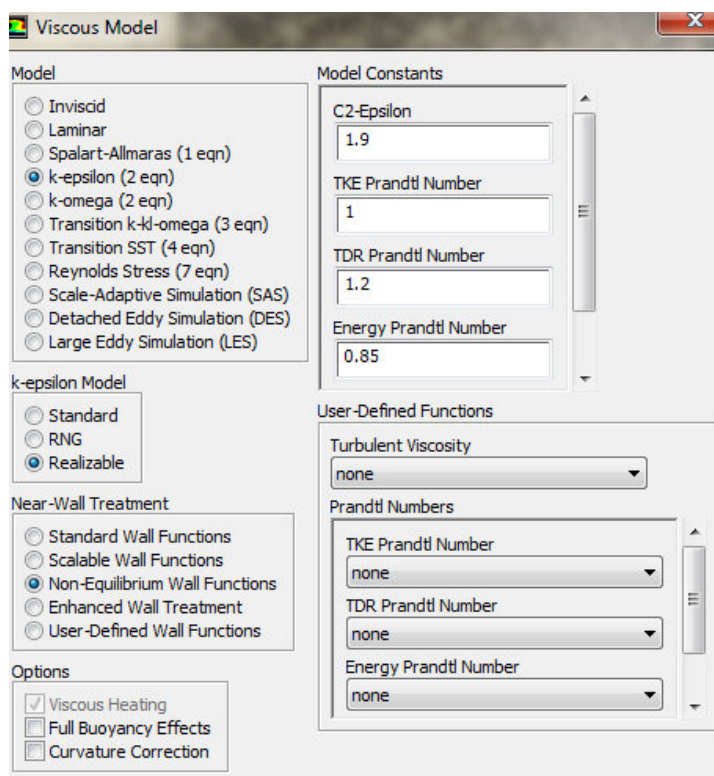 Viscous Model
Model
Inviscid
Laminar
Spalart-Allmaras (1 eqn)
k-epsilon (2 eqn)
k-omega (2 eqn)
Transition k-kl-omega (3 eqn)
Transition SST (4 eqn)
Reynolds Stress (7 eqn)
Scale-Adaptive Simulation (SAS)
Detached Eddy Simulation (DES)
Large Eddy Simulation (LES)
k-epsilon Model
Standard
RNG
Realizable
Near-Wall Treatment
Standard Wall Functions
Scalable Wall Functions
Non-Equilibrium Wall Functions
Enhanced Wall Treatment
User-Defined Wall Functions
Options
Viscous Heating
Full Buoyancy Effects
Curvature Correction
Model Constants
C2-Epsilon
1.9
TKE Prandtl Number
1
TDR Prandtl Number
1.2
Energy Prandtl Number
0.85
User-Defined Functions
Turbulent Viscosity
none
Prandtl Numbers
TKE Prandtl Number
none
TDR Prandtl Number
none
Energy Prandtl Number
none